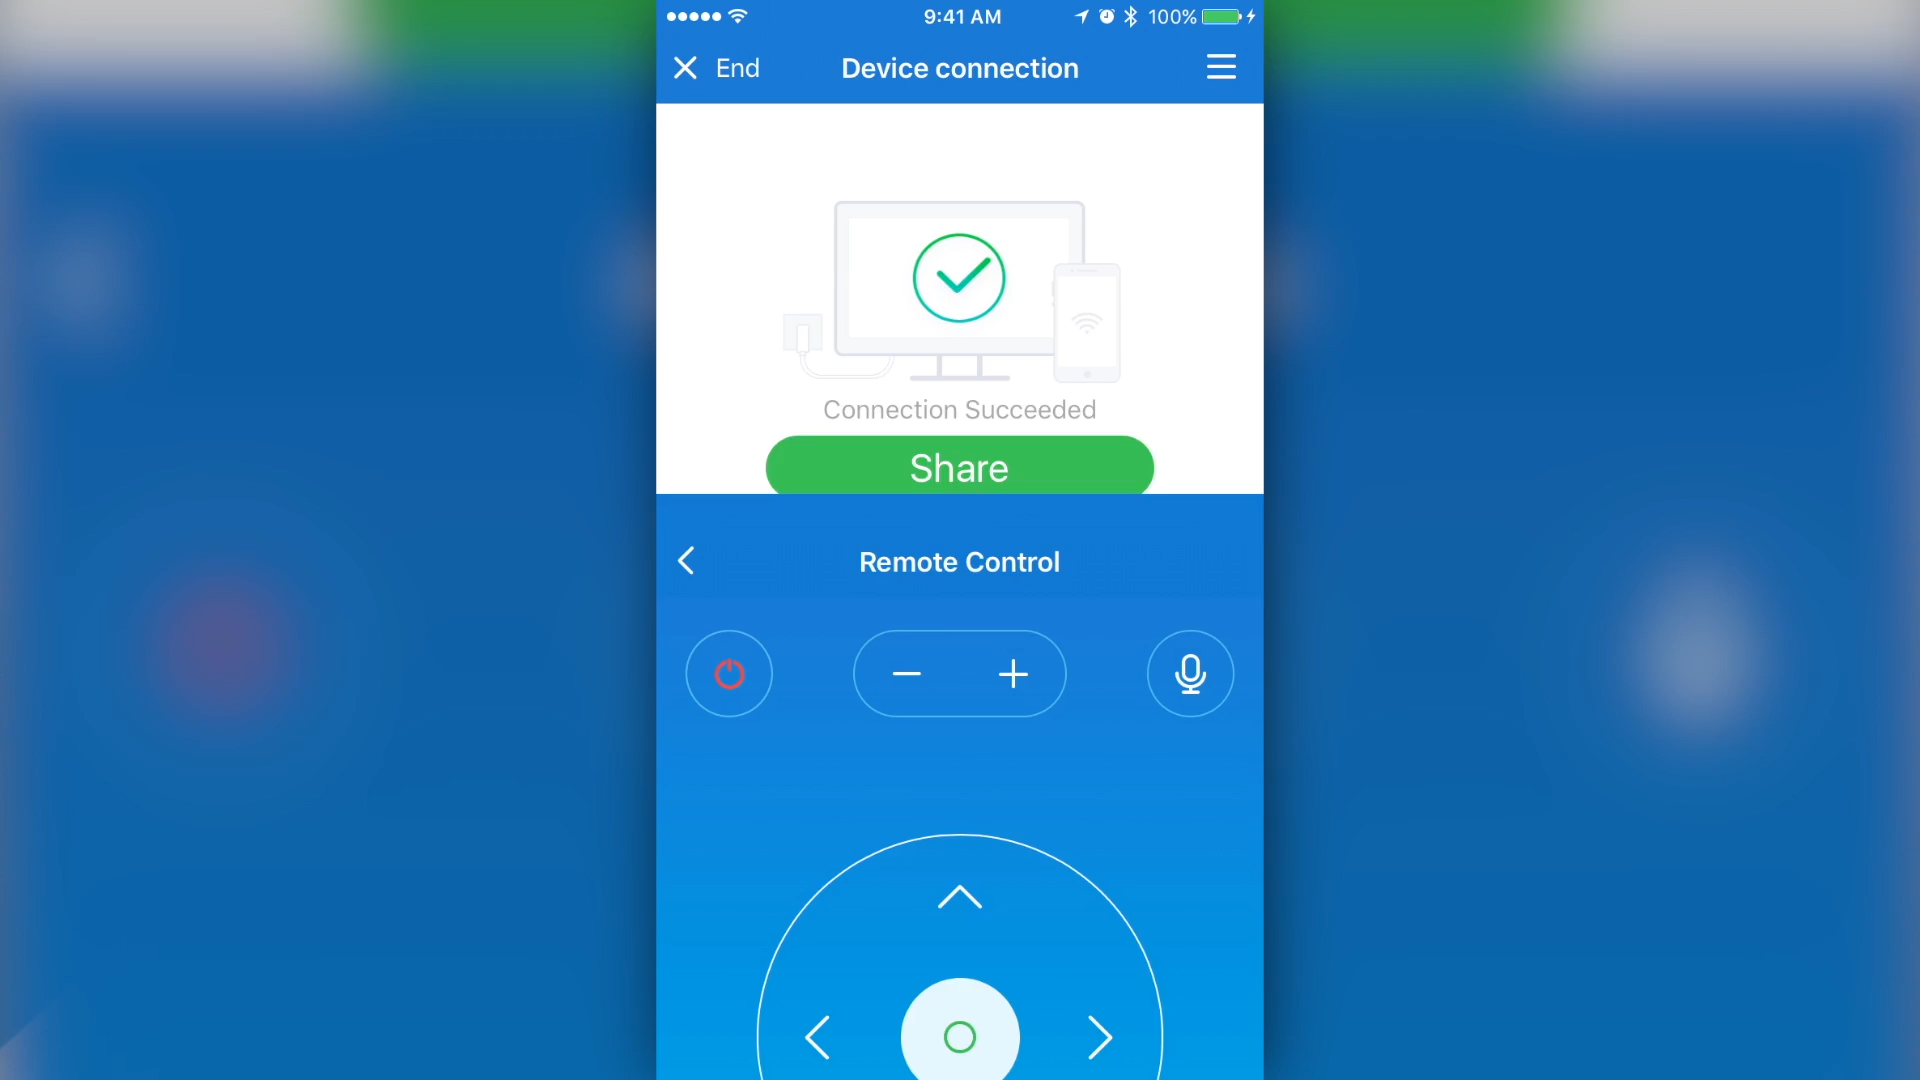 9:41 AM
100%
End
Device connection
Connection Succeeded
Share
Remote Control